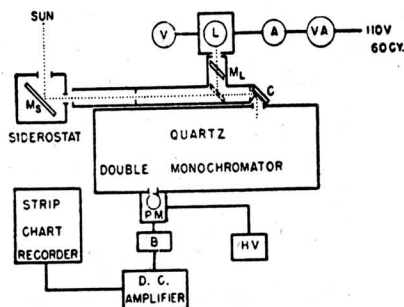 SUN
V
L
A
VA
110V
60CY.
M_L
M_S
C
SIDEROSTAT
QUARTZ
DOUBLE MONOCHROMATOR
PM
STRIP
CHART
RECORDER
B
HV
D. C.
AMPLIFIER